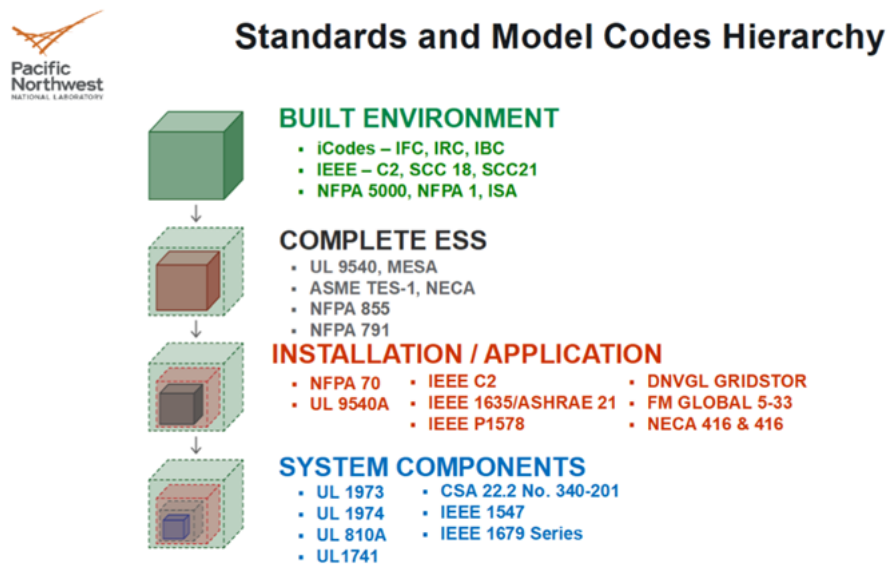 Pacific
Northwest
NATIONAL LABORATORY
Standards and Model Codes Hierarchy
BUILT ENVIRONMENT
▪ iCodes – IFC, IRC, IBC
▪ IEEE – C2, SCC 18, SCC21
▪ NFPA 5000, NFPA 1, ISA
COMPLETE ESS
▪ UL 9540, MESA
▪ ASME TES-1, NECA
▪ NFPA 855
▪ NFPA 791
INSTALLATION / APPLICATION
▪ NFPA 70
▪ UL 9540A
▪ IEEE C2
▪ IEEE 1635/ASHRAE 21
▪ IEEE P1578
▪ DNVGL GRIDSTOR
▪ FM GLOBAL 5-33
▪ NECA 416 & 416
SYSTEM COMPONENTS
▪ UL 1973
▪ UL 1974
▪ UL 810A
▪ UL1741
▪ CSA 22.2 No. 340-201
▪ IEEE 1547
▪ IEEE 1679 Series